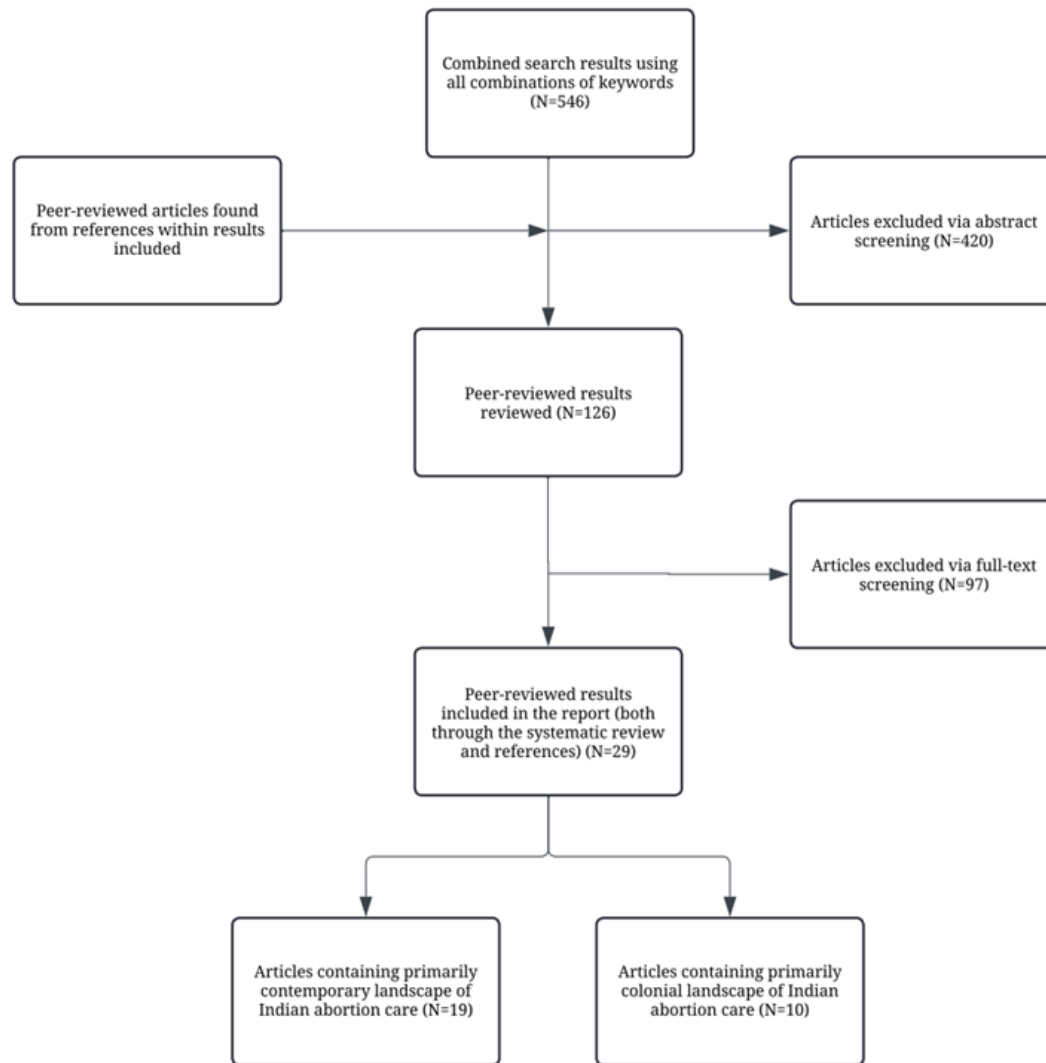 Combined search results using
all combinations of keywords
(N=546)
Peer-reviewed articles found
from references within results
included
Articles excluded via abstract
screening (N=420)
Peer-reviewed results
reviewed (N=126)
Articles excluded via full-text
screening (N=97)
Peer-reviewed results
included in the report (both
through the systematic review
and references) (N=29)
Articles containing primarily
contemporary landscape of
Indian abortion care (N=19)
Articles containing primarily
colonial landscape of Indian
abortion care (N=10)